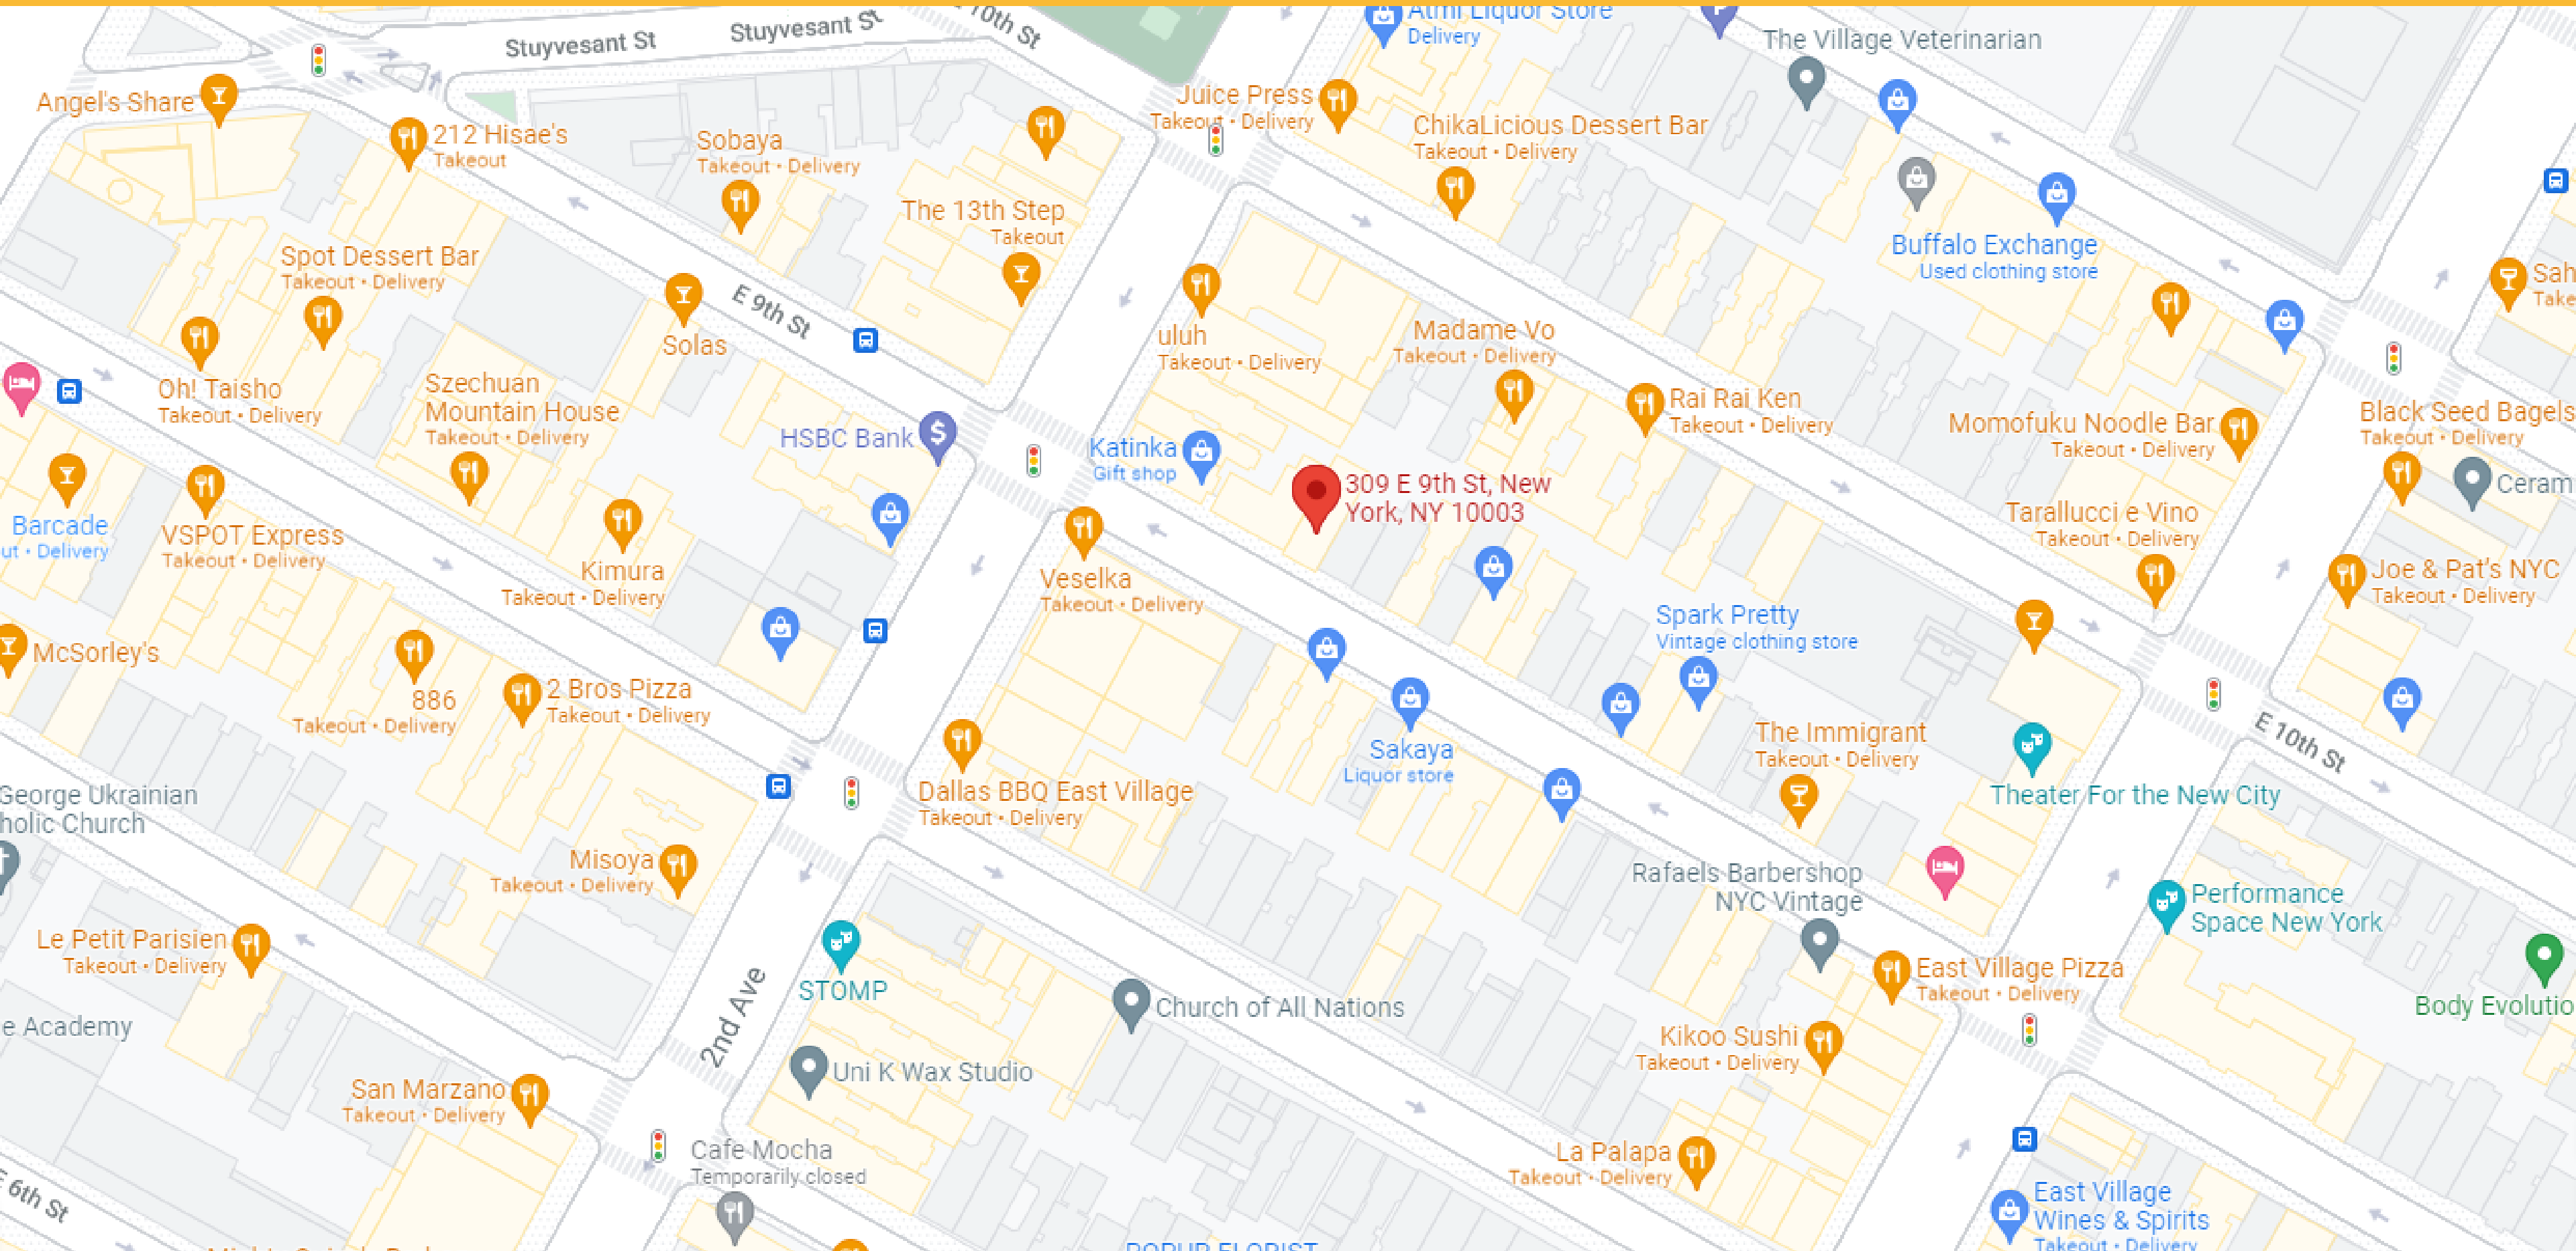 Stuyvesant St
Stuyvesant St
10th St
Atmi Liquor Store
Delivery
The Village Veterinarian
Angel's Share
212 Hisae's
Takeout
Sobaya
Takeout • Delivery
Juice Press
Takeout • Delivery
ChikaLicious Dessert Bar
Takeout • Delivery
The 13th Step
Takeout
Spot Dessert Bar
Takeout • Delivery
E 9th St
Solas
uluh
Takeout • Delivery
Madame Vo
Takeout • Delivery
Buffalo Exchange
Used clothing store
Sah
Take
Oh! Taisho
Takeout • Delivery
Szechuan
Mountain House
Takeout • Delivery
HSBC Bank
Katinka
Gift shop
Rai Rai Ken
Takeout • Delivery
Momofuku Noodle Bar
Takeout • Delivery
Black Seed Bagels
Takeout • Delivery
309 E 9th St, New
York, NY 10003
Ceram
Barcade
ut • Delivery
VSPOT Express
Takeout • Delivery
Kimura
Takeout • Delivery
Veselka
Takeout • Delivery
Tarallucci e Vino
Takeout • Delivery
Joe & Pat's NYC
Takeout • Delivery
Spark Pretty
Vintage clothing store
McSorley's
886
Takeout • Delivery
2 Bros Pizza
Takeout • Delivery
Sakaya
Liquor store
The Immigrant
Takeout • Delivery
E 10th St
Theater For the New City
George Ukrainian
holic Church
Dallas BBQ East Village
Takeout • Delivery
Misoya
Takeout • Delivery
Rafaels Barbershop
NYC Vintage
Performance
Space New York
Le Petit Parisien
Takeout • Delivery
STOMP
2nd Ave
Church of All Nations
East Village Pizza
Takeout • Delivery
Body Evolutio
e Academy
Uni K Wax Studio
Kikoo Sushi
Takeout • Delivery
San Marzano
Takeout • Delivery
Cafe Mocha
Temporarily closed
La Palapa
Takeout • Delivery
E 6th St
East Village
Wines & Spirits
Takeout • Delivery
POPUP FLORIST